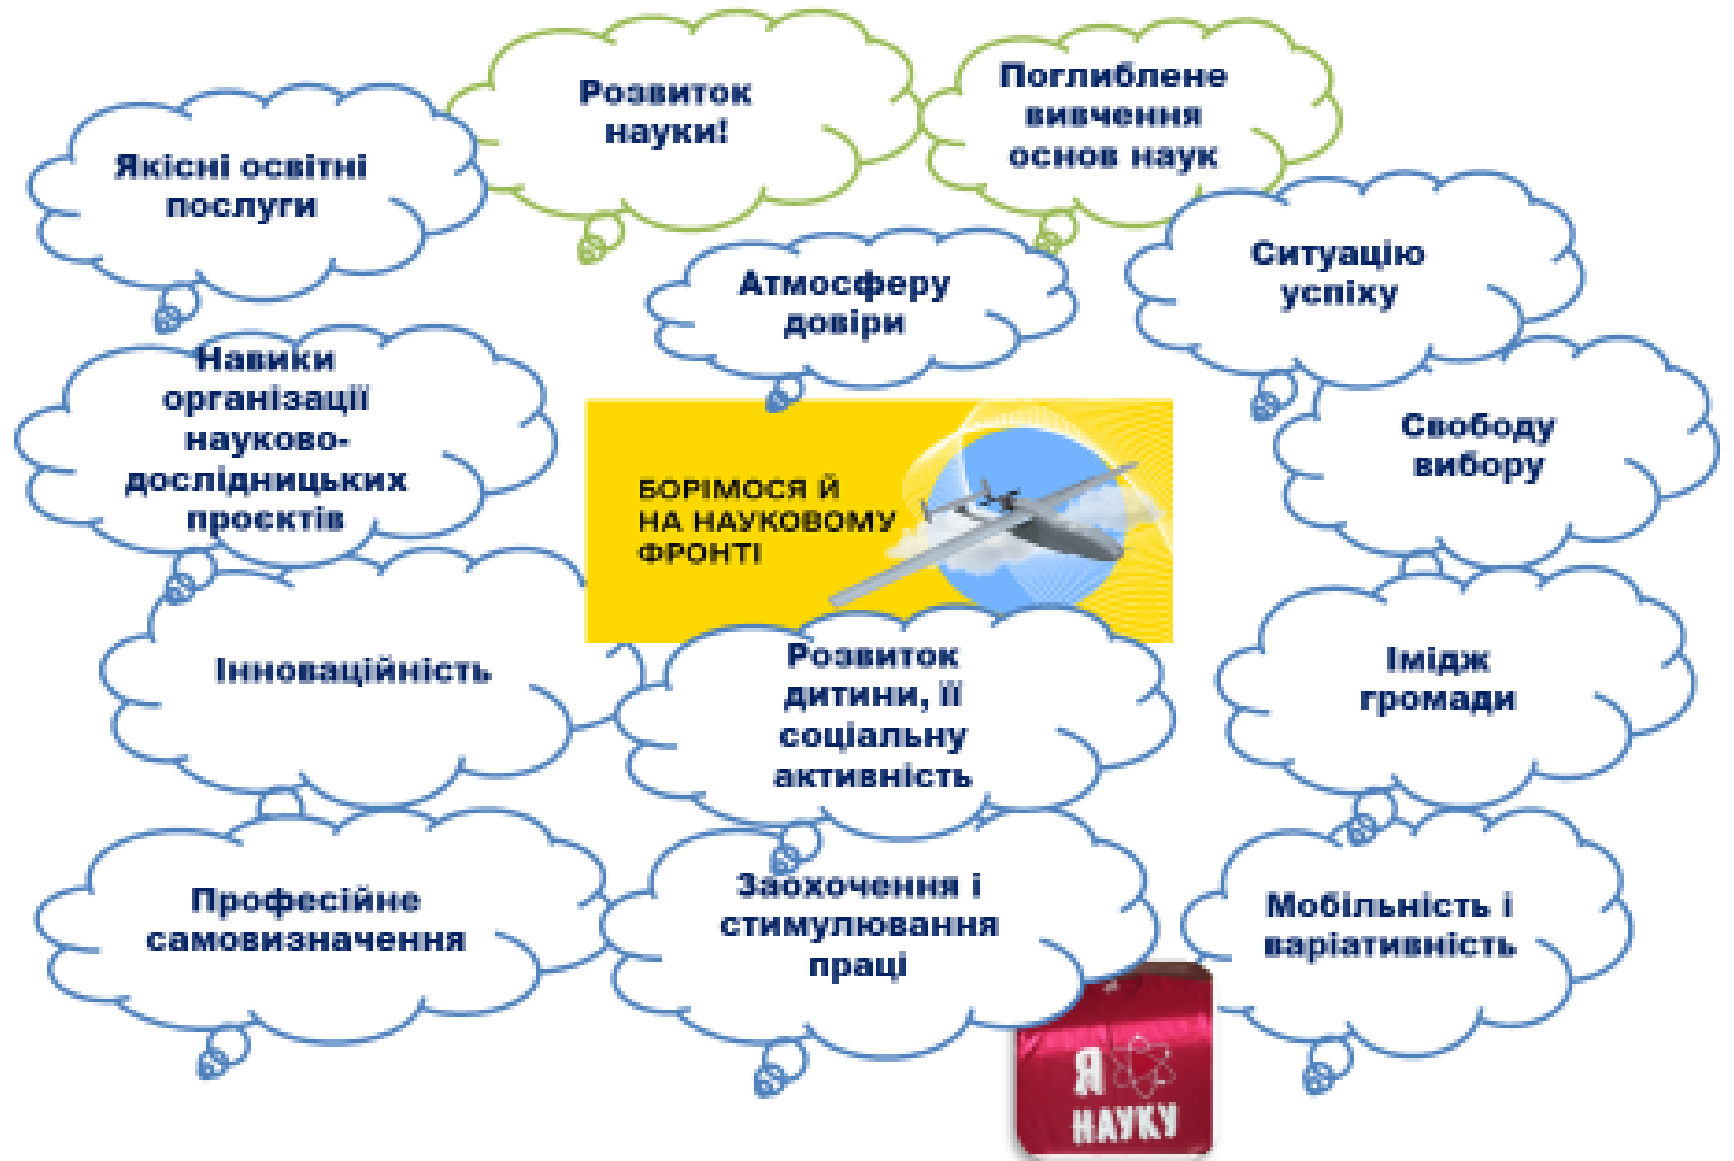 Розвиток
науки!
Поглиблене
вивчення
основ наук
Якісні освітні
послуги
Атмосферу
довіри
Ситуацію
успіху
Навики
організації
науково-
дослідницьких
проєктів
БОРІМОСЯ Й
НА НАУКОВОМУ
ФРОНТІ
Свободу
вибору
Інноваційність
Розвиток
дитини, її
соціальну
активність
Імідж
громади
Професійне
самовизначення
Заохочення і
стимулювання
праці
Мобільність і
варіативність
Я
НАУКУ